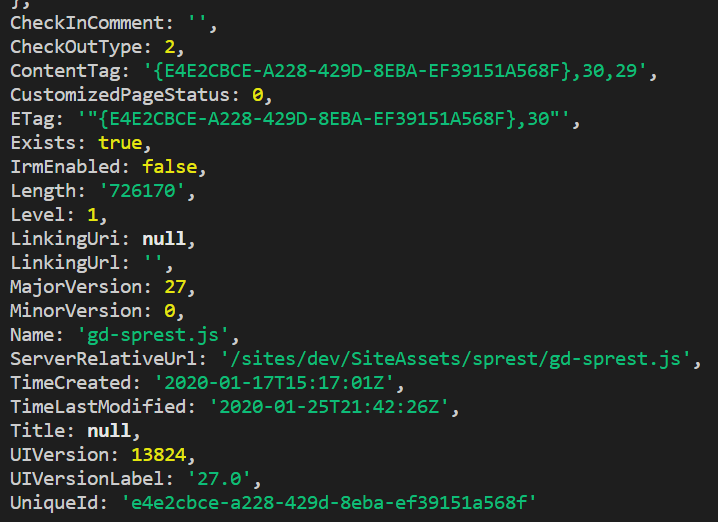 },
CheckInComment: '',
CheckOutType: 2,
ContentTag: '{E4E2CBCE-A228-429D-8EBA-EF39151A568F},30,29',
CustomizedPageStatus: 0,
ETag: '"{E4E2CBCE-A228-429D-8EBA-EF39151A568F},30"',
Exists: true,
IrmEnabled: false,
Length: '726170',
Level: 1,
LinkingUri: null,
LinkingUrl: '',
MajorVersion: 27,
MinorVersion: 0,
Name: 'gd-sprest.js',
ServerRelativeUrl: '/sites/dev/SiteAssets/sprest/gd-sprest.js',
TimeCreated: '2020-01-17T15:17:01Z',
TimeLastModified: '2020-01-25T21:42:26Z',
Title: null,
UIVersion: 13824,
UIVersionLabel: '27.0',
UniqueId: 'e4e2cbce-a228-429d-8eba-ef39151a568f'